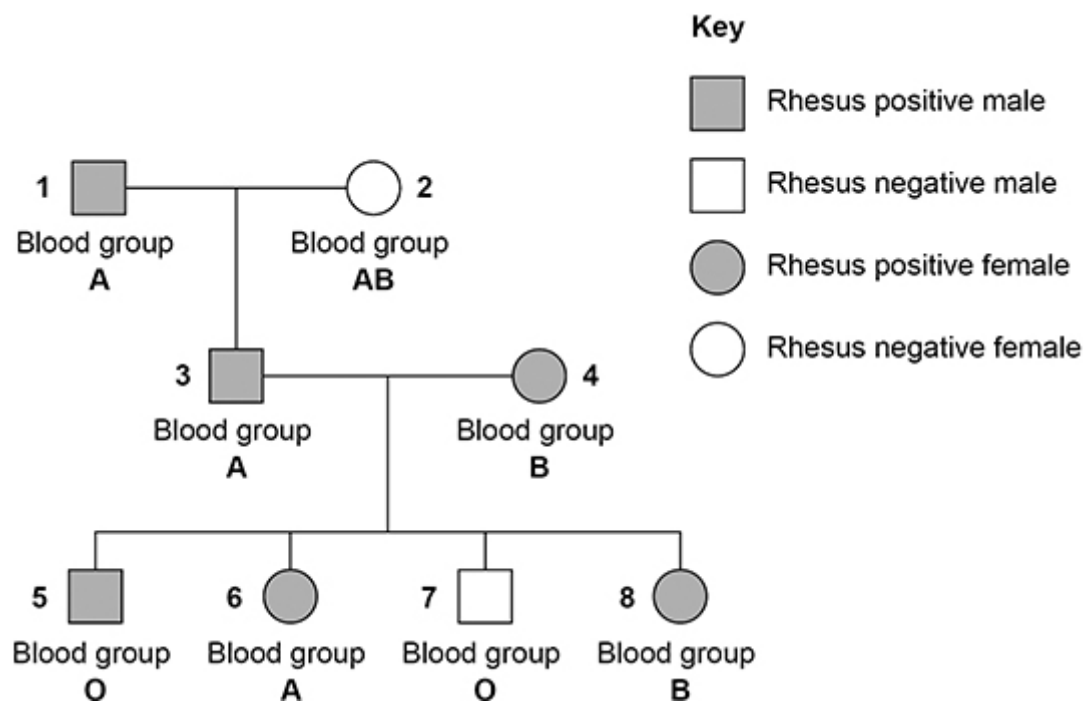 Key
Rhesus positive male
Rhesus negative male
Rhesus positive female
Rhesus negative female
1
2
Blood group
A
Blood group
AB
3
4
Blood group
A
Blood group
B
5
6
7
8
Blood group
O
Blood group
A
Blood group
O
Blood group
B